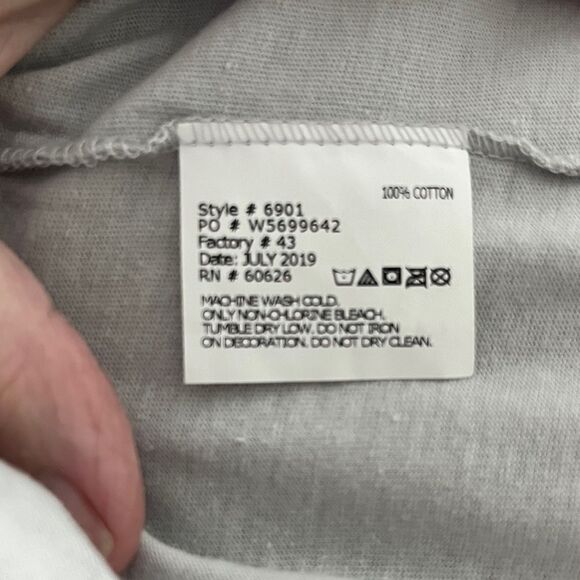 100% COTTON
Style # 6901
PO # W5699642
Factory # 43
Date: JULY 2019
RN # 60626
MACHINE WASH COLD.
ONLY NON-CHLORINE BLEACH.
TUMBLE DRY LOW. DO NOT IRON
ON DECORATION. DO NOT DRY CLEAN.